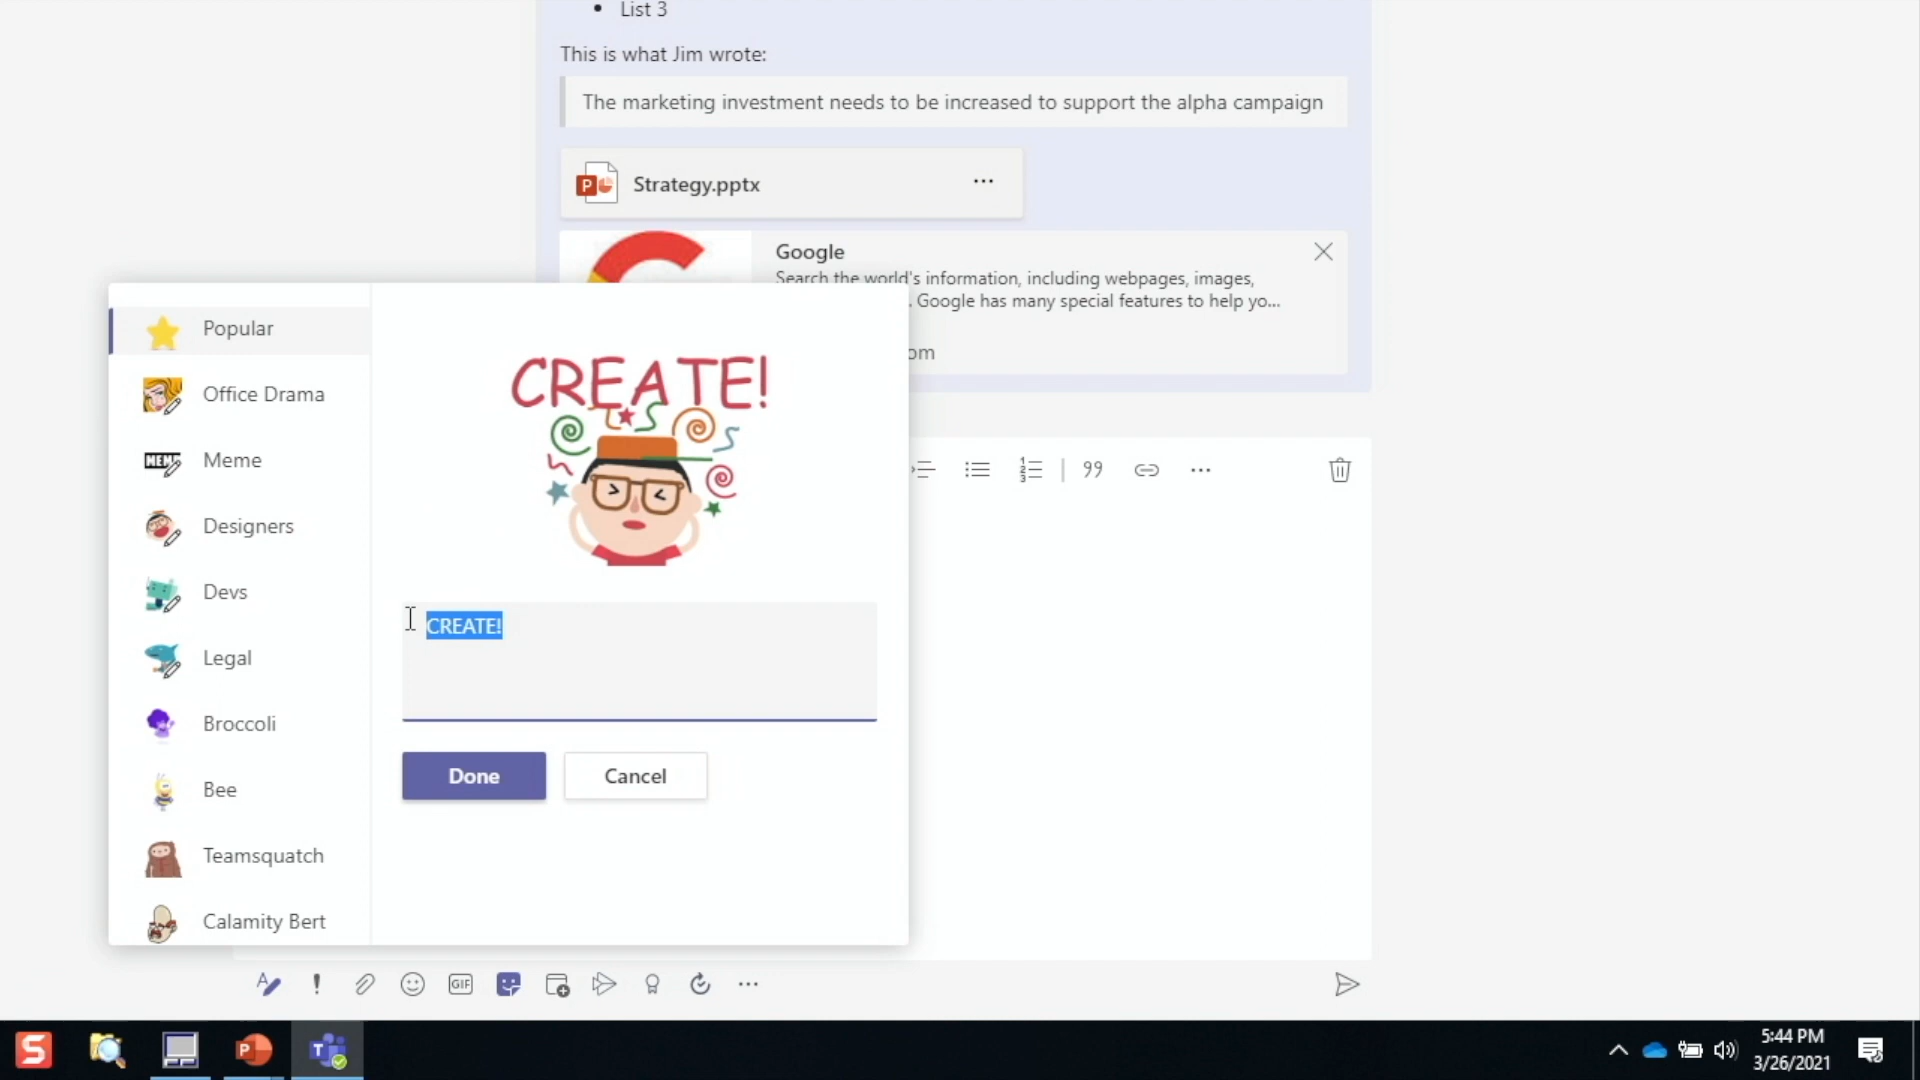 • List 3
This is what Jim wrote:
The marketing investment needs to be increased to support the alpha campaign
P
Strategy.pptx
Google
Search the world's information, including webpages, images,
. Google has many special features to help yo...
om
Popular
Office Drama
MEME
Meme
Designers
Devs
Legal
Broccoli
Bee
Teamsquatch
Calamity Bert
CREATE!
CREATE!
Done
Cancel
GIF
S
P
T
5:44 PM
3/26/2021